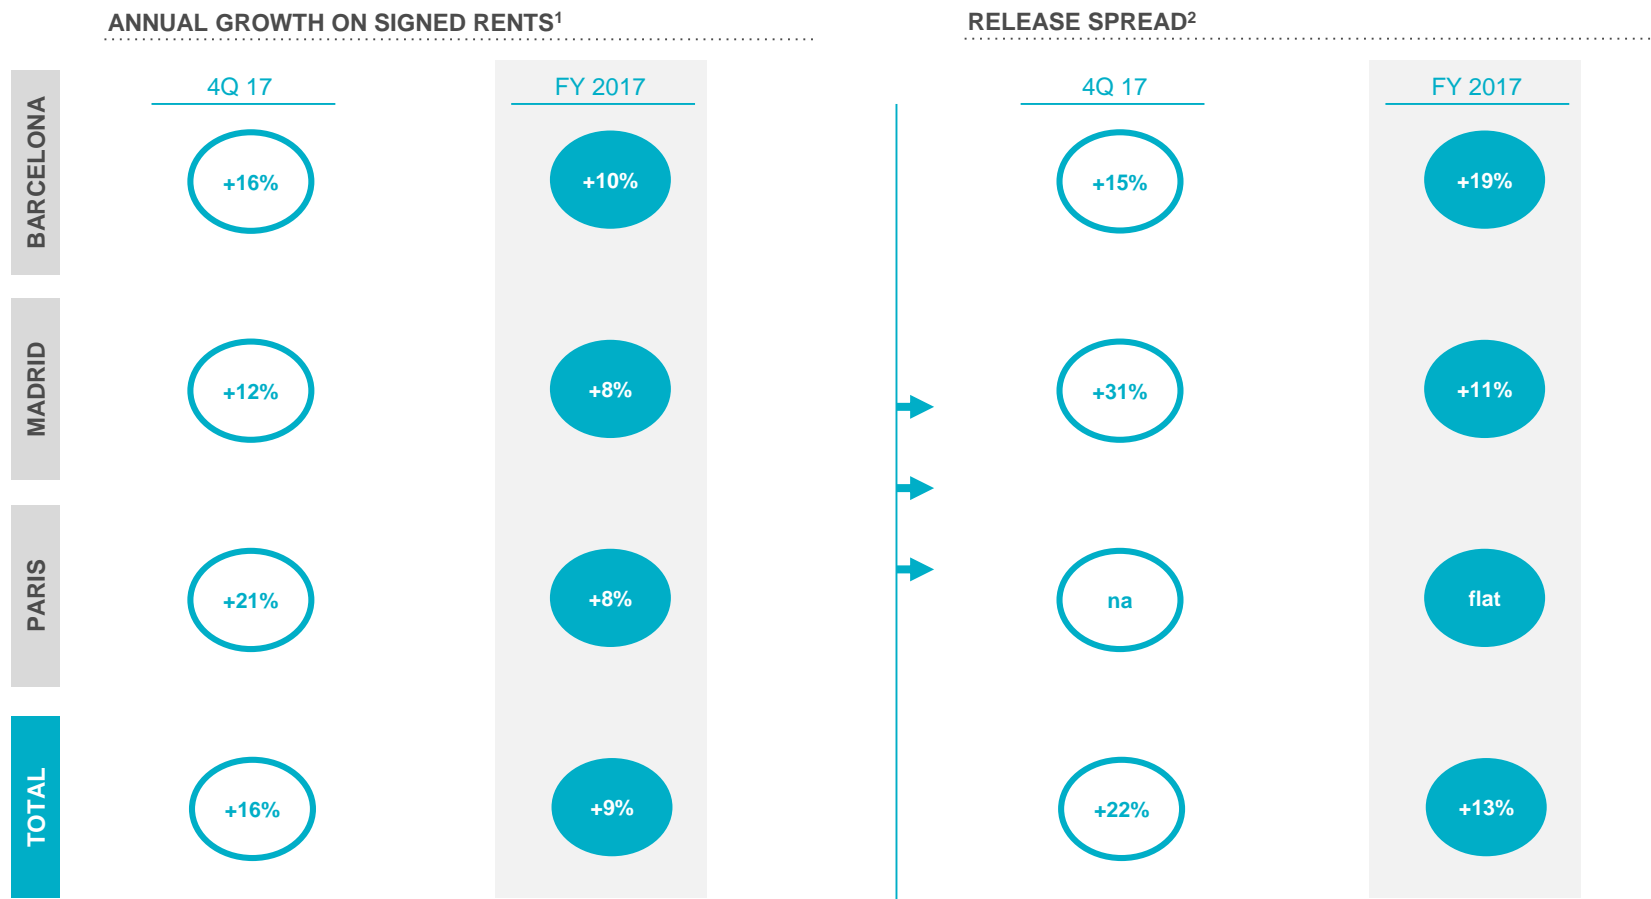 ANNUAL GROWTH ON SIGNED RENTS¹
RELEASE SPREAD²
4Q 17
FY 2017
4Q 17
FY 2017
BARCELONA
+16%
+10%
+15%
+19%
MADRID
+12%
+8%
+31%
+11%
PARIS
+21%
+8%
na
flat
TOTAL
+16%
+9%
+22%
+13%